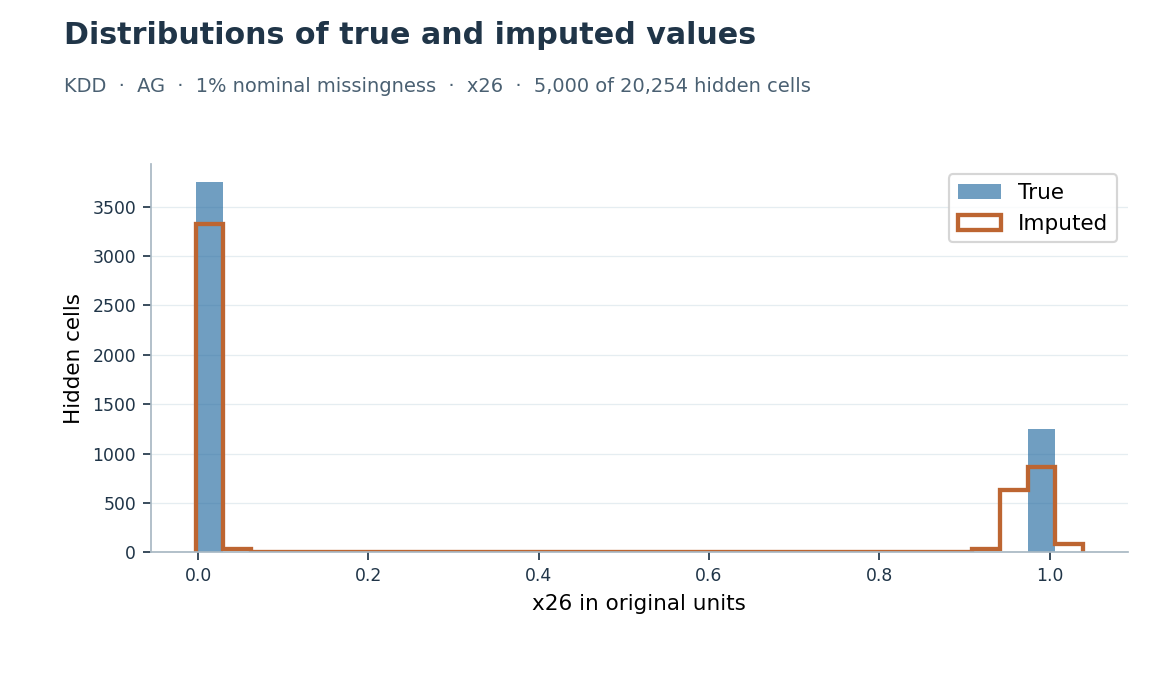 Distributions of true and imputed values
KDD · AG · 1% nominal missingness · x26 · 5,000 of 20,254 hidden cells
True
Imputed
3500
3000
2500
2000
1500
1000
500
0
Hidden cells
0.0 0.2 0.4 0.6 0.8 1.0
x26 in original units